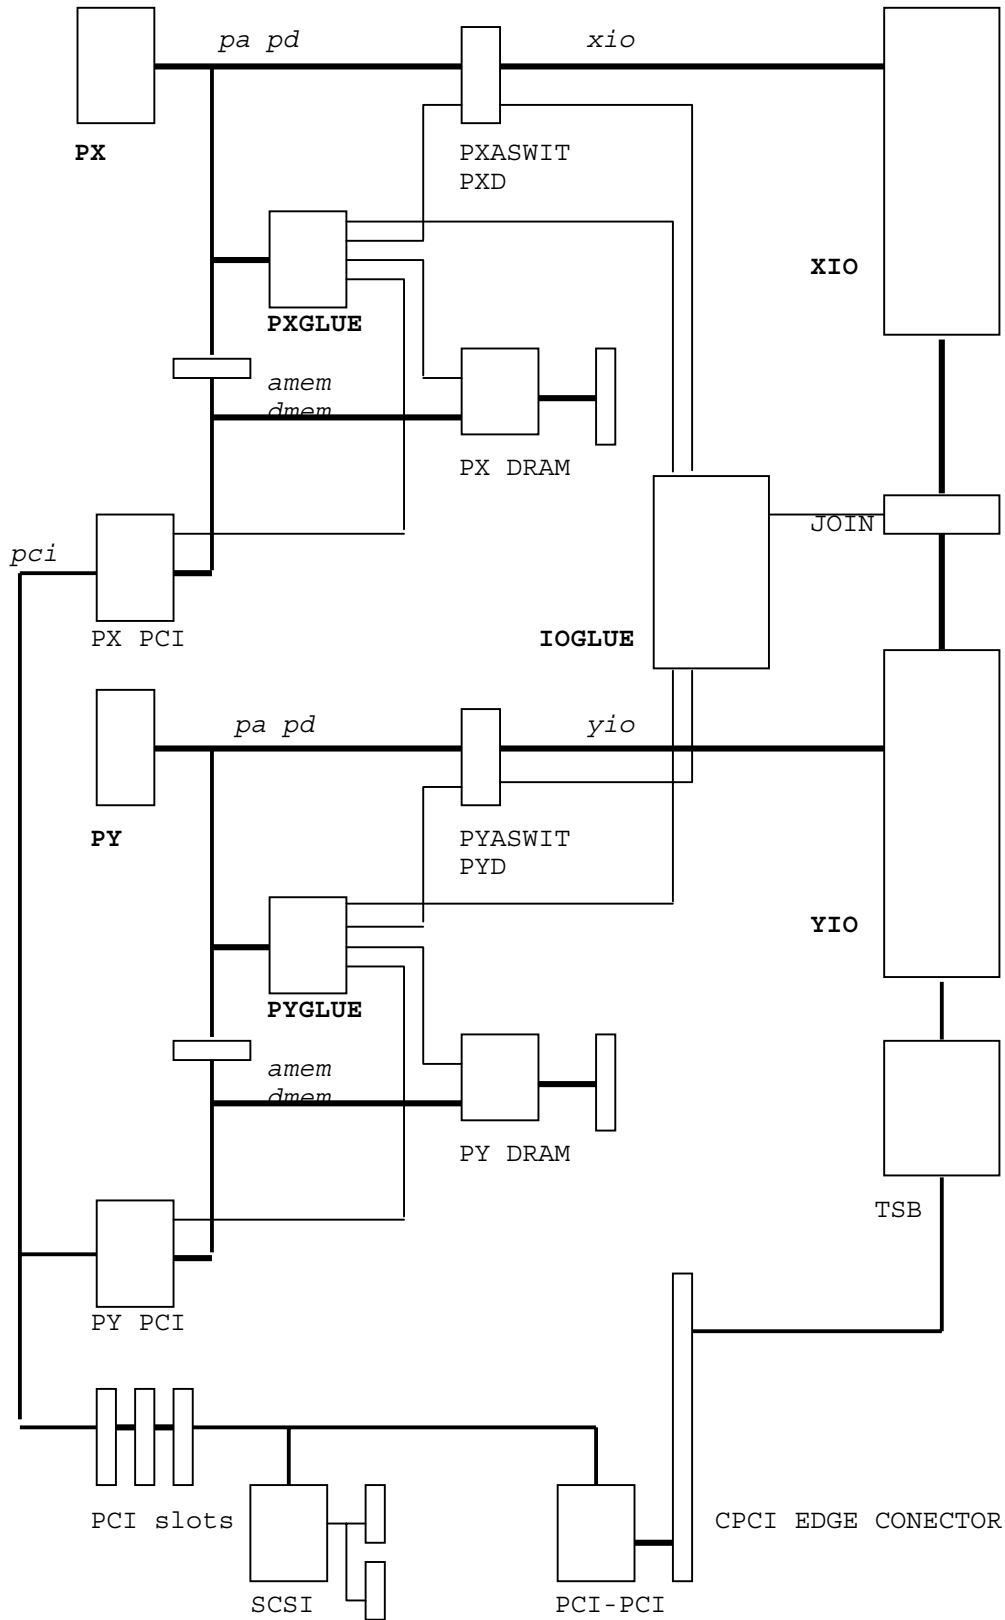 pa pd
xio
PX
PXASWIT
PXD
XIO
PXGLUE
amem
dmem
PX DRAM
JOIN
pci
PX PCI
IOGLUE
pa pd
yio
PY
PYASWIT
PYD
YIO
PYGLUE
amem
dmem
PY DRAM
TSB
PY PCI
PCI slots
CPCI EDGE CONECTOR
SCSI
PCI-PCI